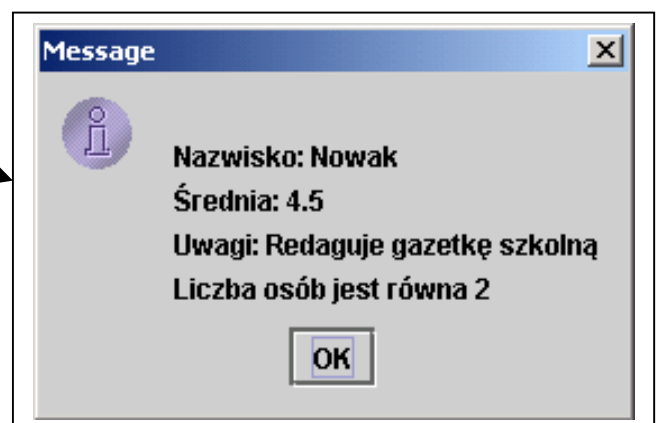 Message
Nazwisko: Nowak
Średnia: 4.5
Uwagi: Redaguje gazetkę szkolną
Liczba osób jest równa 2
OK